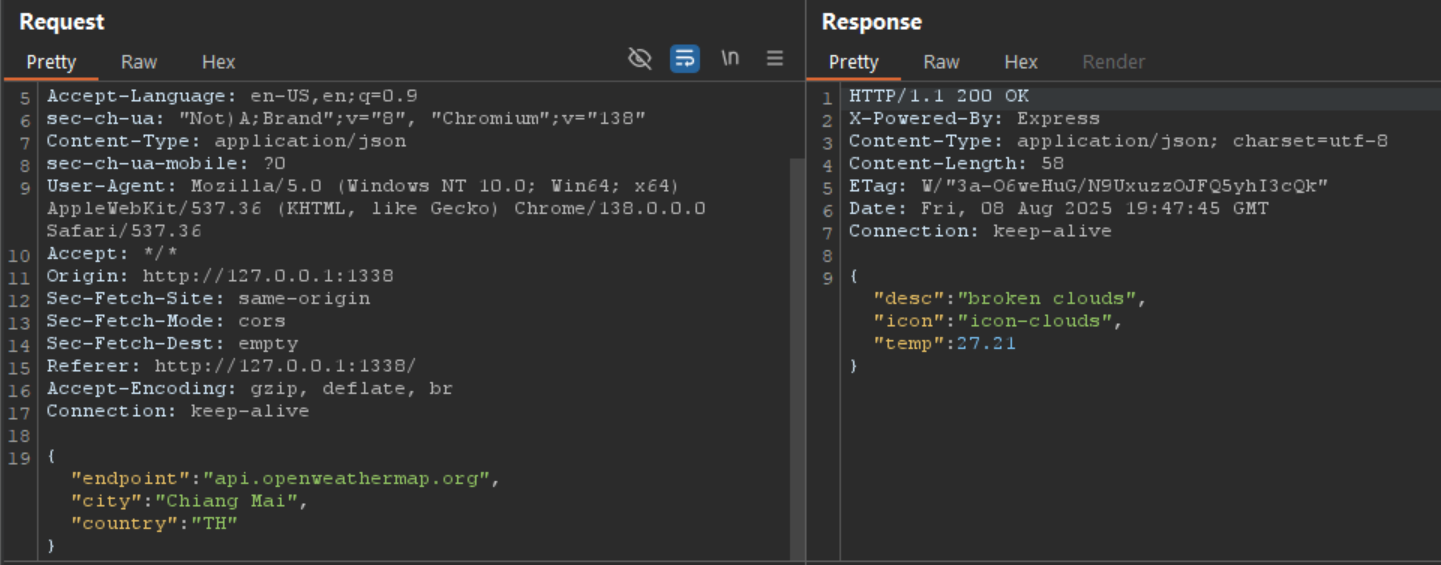 Request
Pretty Raw Hex \n
5 Accept-Language: en-US,en;q=0.9
6 sec-ch-ua: "Not)A;Brand";v="8", "Chromium";v="138"
7 Content-Type: application/json
8 sec-ch-ua-mobile: ?0
9 User-Agent: Mozilla/5.0 (Windows NT 10.0; Win64; x64)
AppleWebKit/537.36 (KHTML, like Gecko) Chrome/138.0.0.0
Safari/537.36
10 Accept: */*
11 Origin: http://127.0.0.1:1338
12 Sec-Fetch-Site: same-origin
13 Sec-Fetch-Mode: cors
14 Sec-Fetch-Dest: empty
15 Referer: http://127.0.0.1:1338/
16 Accept-Encoding: gzip, deflate, br
17 Connection: keep-alive
18
19 {
"endpoint":"api.openweathermap.org",
"city":"Chiang Mai",
"country":"TH"
}
Response
Pretty Raw Hex Render
1 HTTP/1.1 200 OK
2 X-Powered-By: Express
3 Content-Type: application/json; charset=utf-8
4 Content-Length: 58
5 ETag: W/"3a-O6weHuG/N9UxuzzOJFQ5yhI3cQk"
6 Date: Fri, 08 Aug 2025 19:47:45 GMT
7 Connection: keep-alive
8
9 {
"desc":"broken clouds",
"icon":"icon-clouds",
"temp":27.21
}